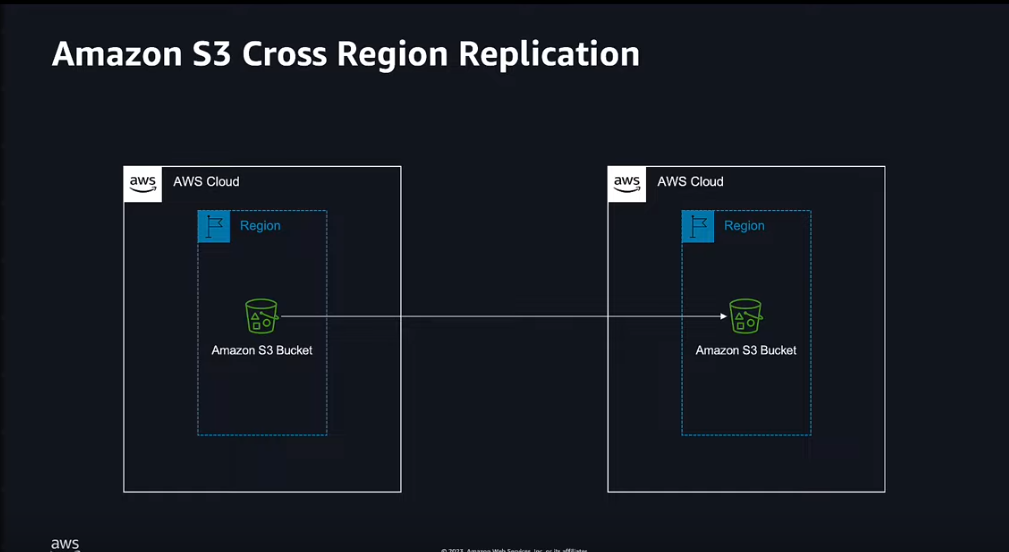 Amazon S3 Cross Region Replication
aws
AWS Cloud
Region
Amazon S3 Bucket
aws
AWS Cloud
Region
Amazon S3 Bucket
aws
© 2023, Amazon Web Services, Inc. or its affiliates.